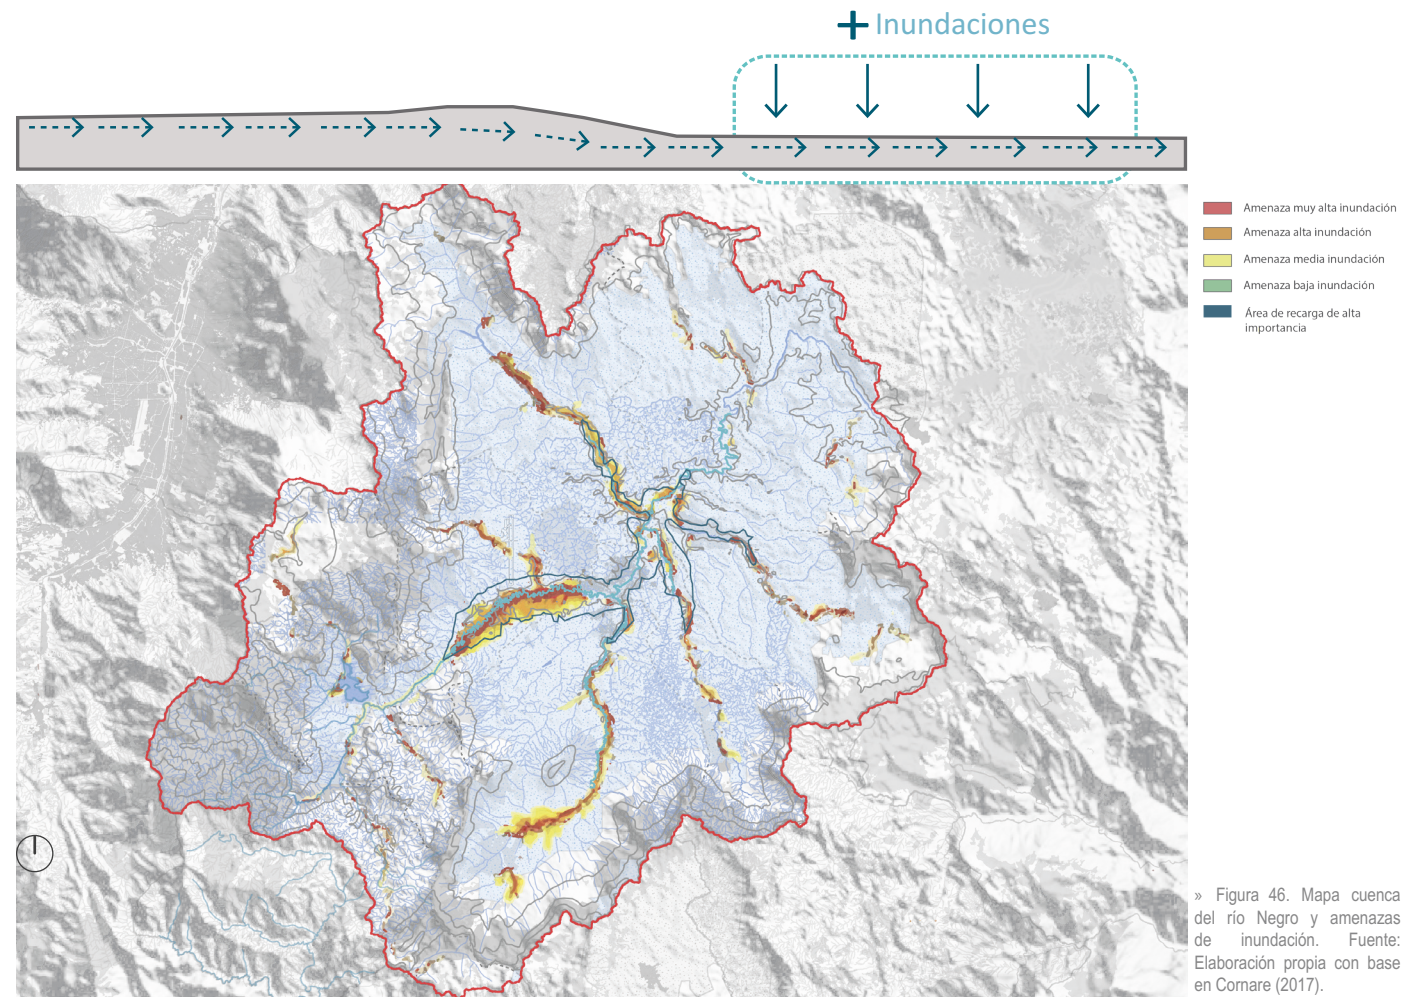 + Inundaciones
Amenaza muy alta inundación
Amenaza alta inundación
Amenaza media inundación
Amenaza baja inundación
Área de recarga de alta
importancia
» Figura 46. Mapa cuenca
del río Negro y amenazas
de inundación. Fuente:
Elaboración propia con base
en Cornare (2017).